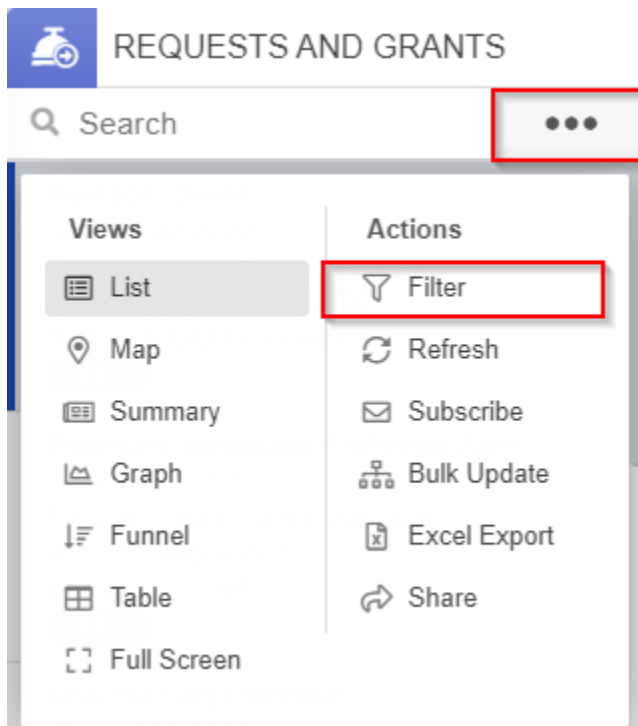 REQUESTS AND GRANTS
Search
Views
List
Map
Summary
Graph
Funnel
Table
Full Screen
Actions
Filter
Refresh
Subscribe
Bulk Update
Excel Export
Share